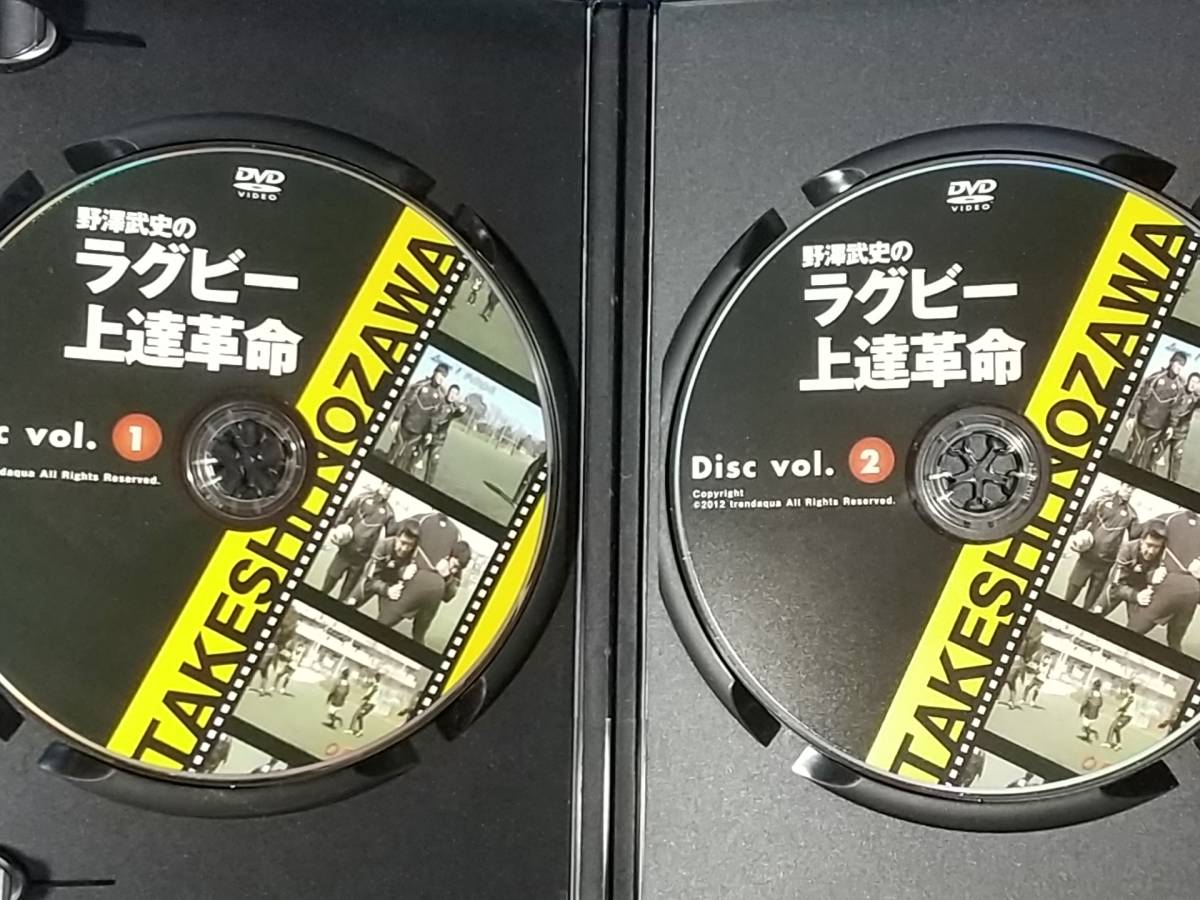 DVD
VIDEO
野澤武史の
ラグビー
上達革命
c vol. 1
daqua All Rights Reserved.
TAKESHI NOZAWA
DVD
VIDEO
野澤武史の
ラグビー
上達革命
Disc vol. 2
Copyright
©2012 trendaqua All Rights Reserved.
TAKESHI NOZAWA